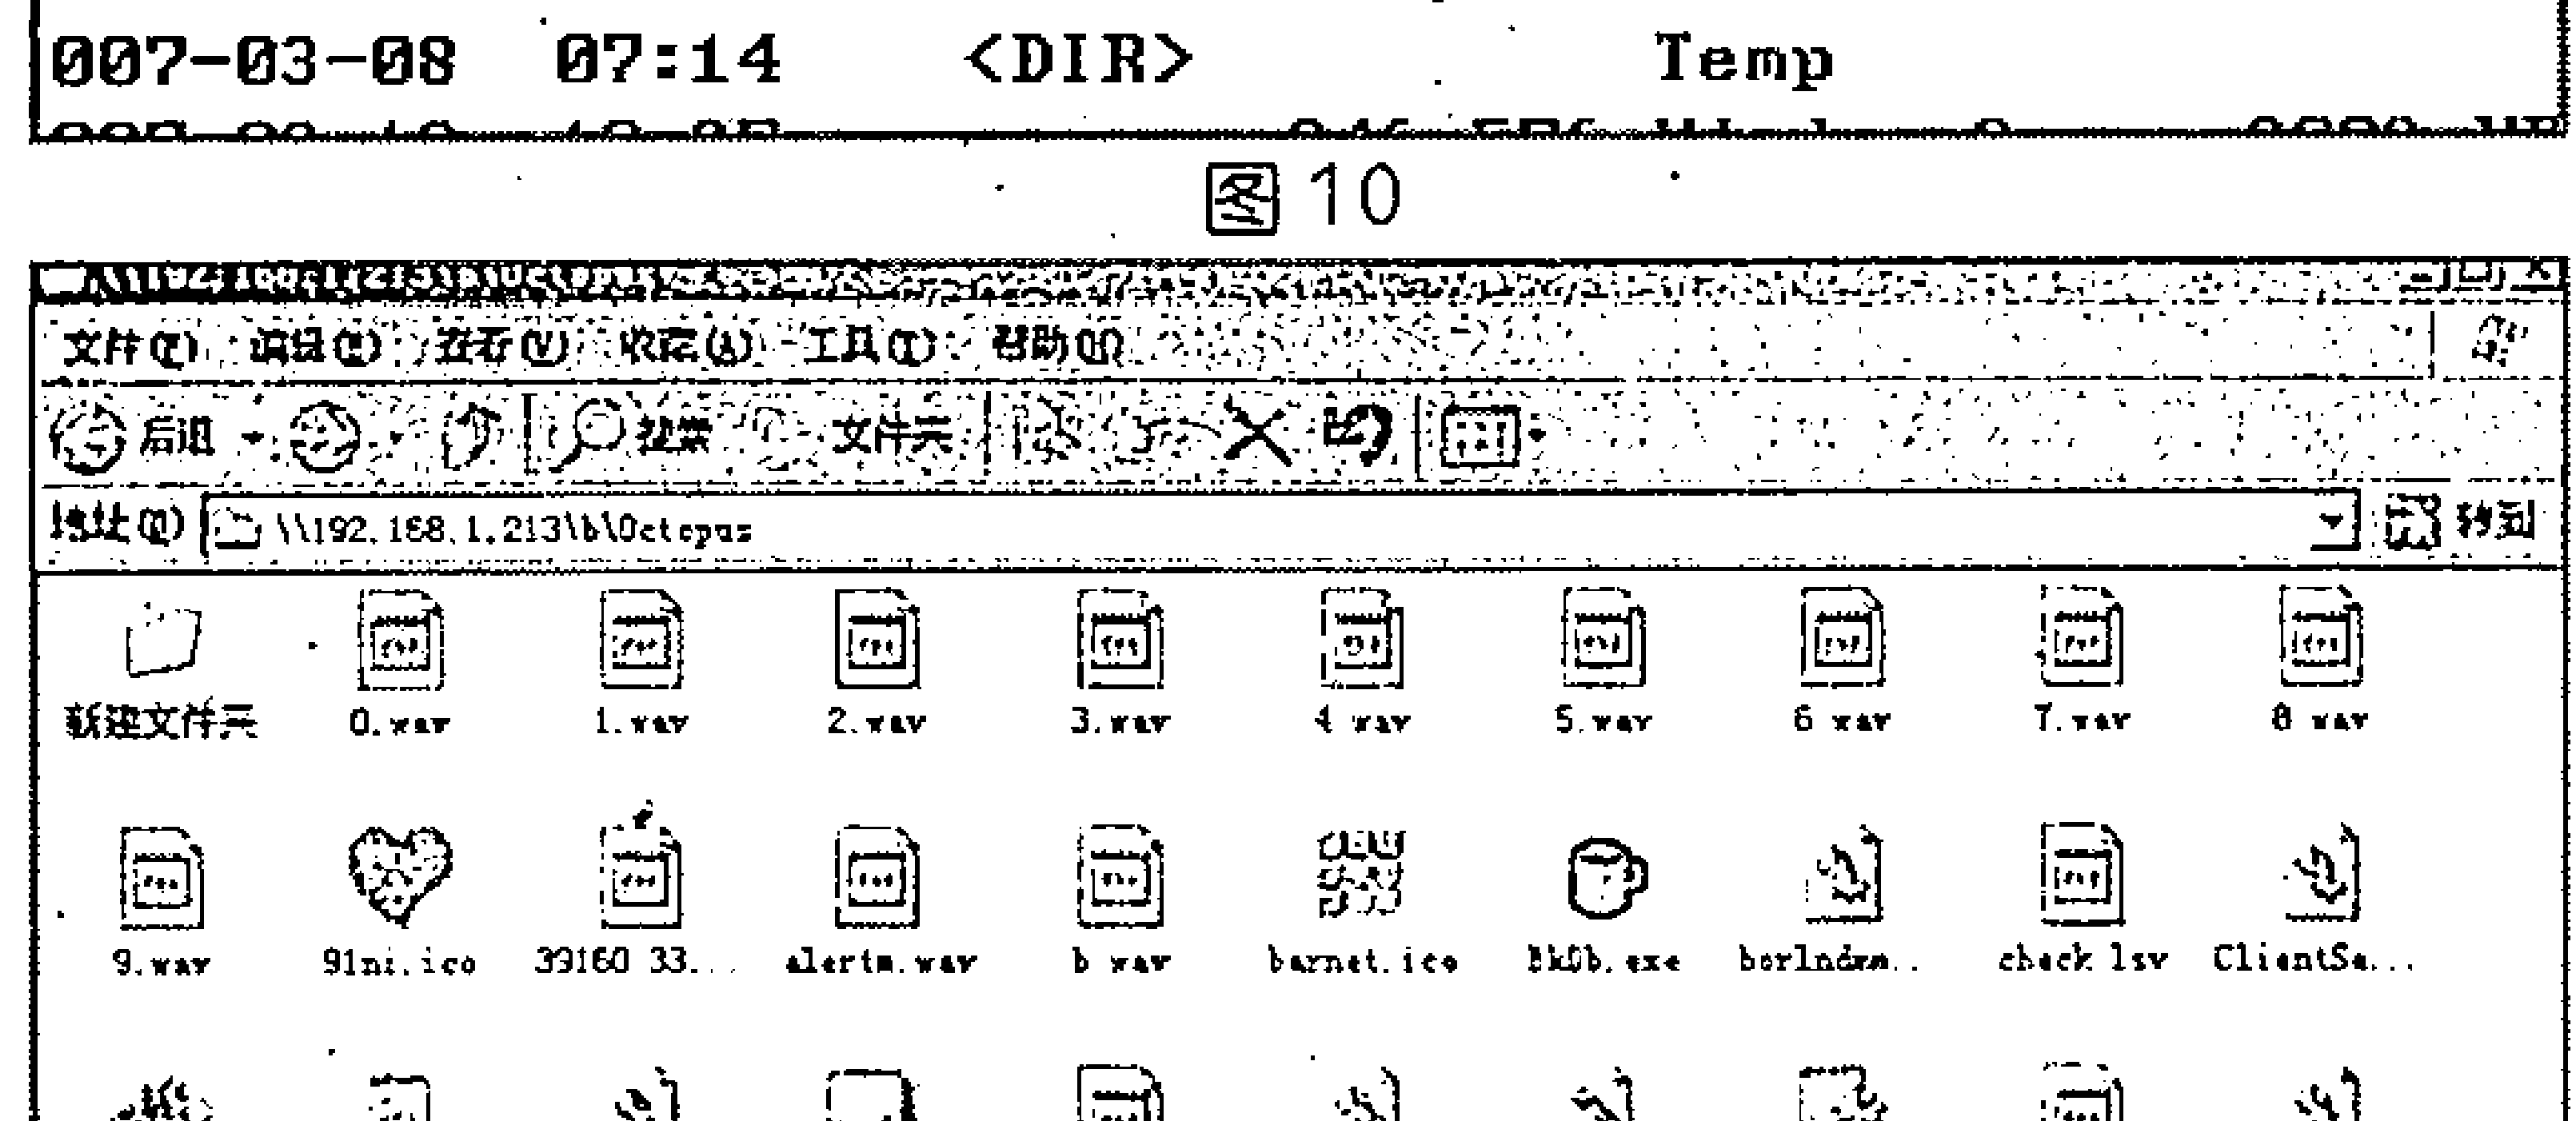 007-03-08 07:14 <DIR> Temp
图 10
文件(F) 编辑(E) 查看(V) 收藏(A) 工具(T) 帮助(H)
后退 搜索 文件夹
地址(D) \\192.168.1.213\b\Octopus 转到
新建文件夹 0.wav 1.wav 2.wav 3.wav 4.wav 5.wav 6.wav 7.wav 8.wav
9.wav 91ni.ico 39160 33... alertm.wav b.wav barnet.ico BkDb.exe borlndmm.. check.lsv ClientSe...